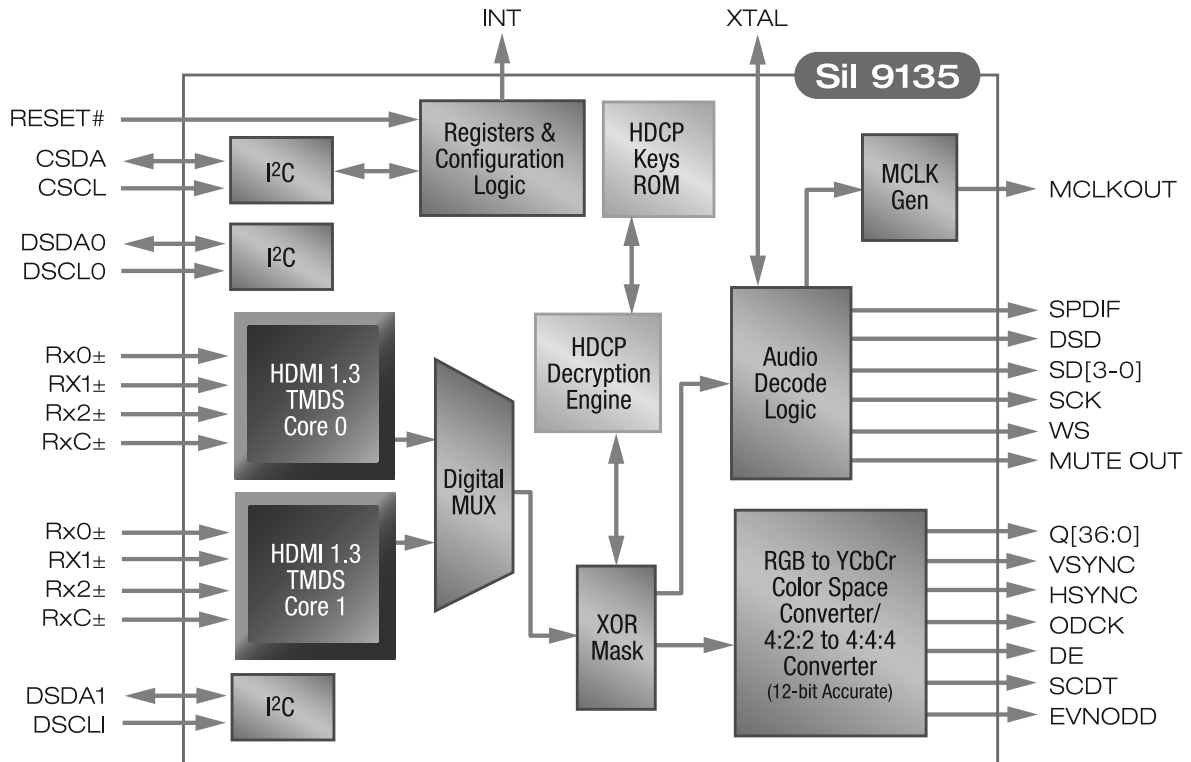 INT
XTAL
SiI 9135
RESET#
CSDA
CSCL
I²C
Registers &
Configuration
Logic
HDCP
Keys
ROM
MCLK
Gen
MCLKOUT
DSDA0
DSCL0
I²C
Rx0±
RX1±
Rx2±
RxC±
HDMI 1.3
TMDS
Core 0
Digital
MUX
HDCP
Decryption
Engine
Audio
Decode
Logic
SPDIF
DSD
SD[3-0]
SCK
WS
MUTE OUT
Rx0±
RX1±
Rx2±
RxC±
HDMI 1.3
TMDS
Core 1
XOR
Mask
RGB to YCbCr
Color Space
Converter/
4:2:2 to 4:4:4
Converter
(12-bit Accurate)
Q[36:0]
VSYNC
HSYNC
ODCK
DE
SCDT
EVNODD
DSDA1
DSCLI
I²C